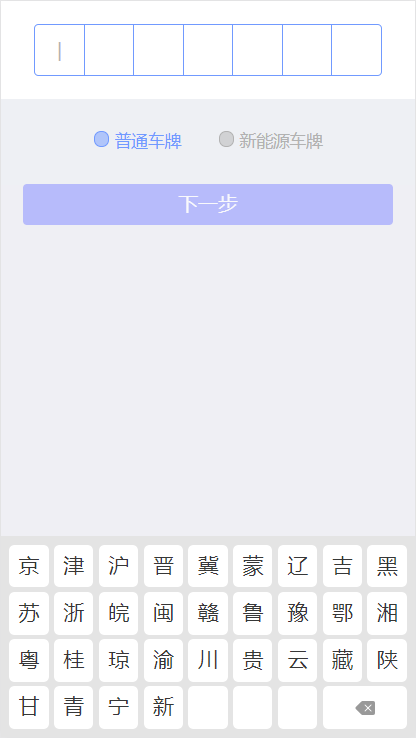 普通车牌 新能源车牌
下一步
京 津 沪 晋 冀 蒙 辽 吉 黑
苏 浙 皖 闽 赣 鲁 豫 鄂 湘
粤 桂 琼 渝 川 贵 云 藏 陕
甘 青 宁 新